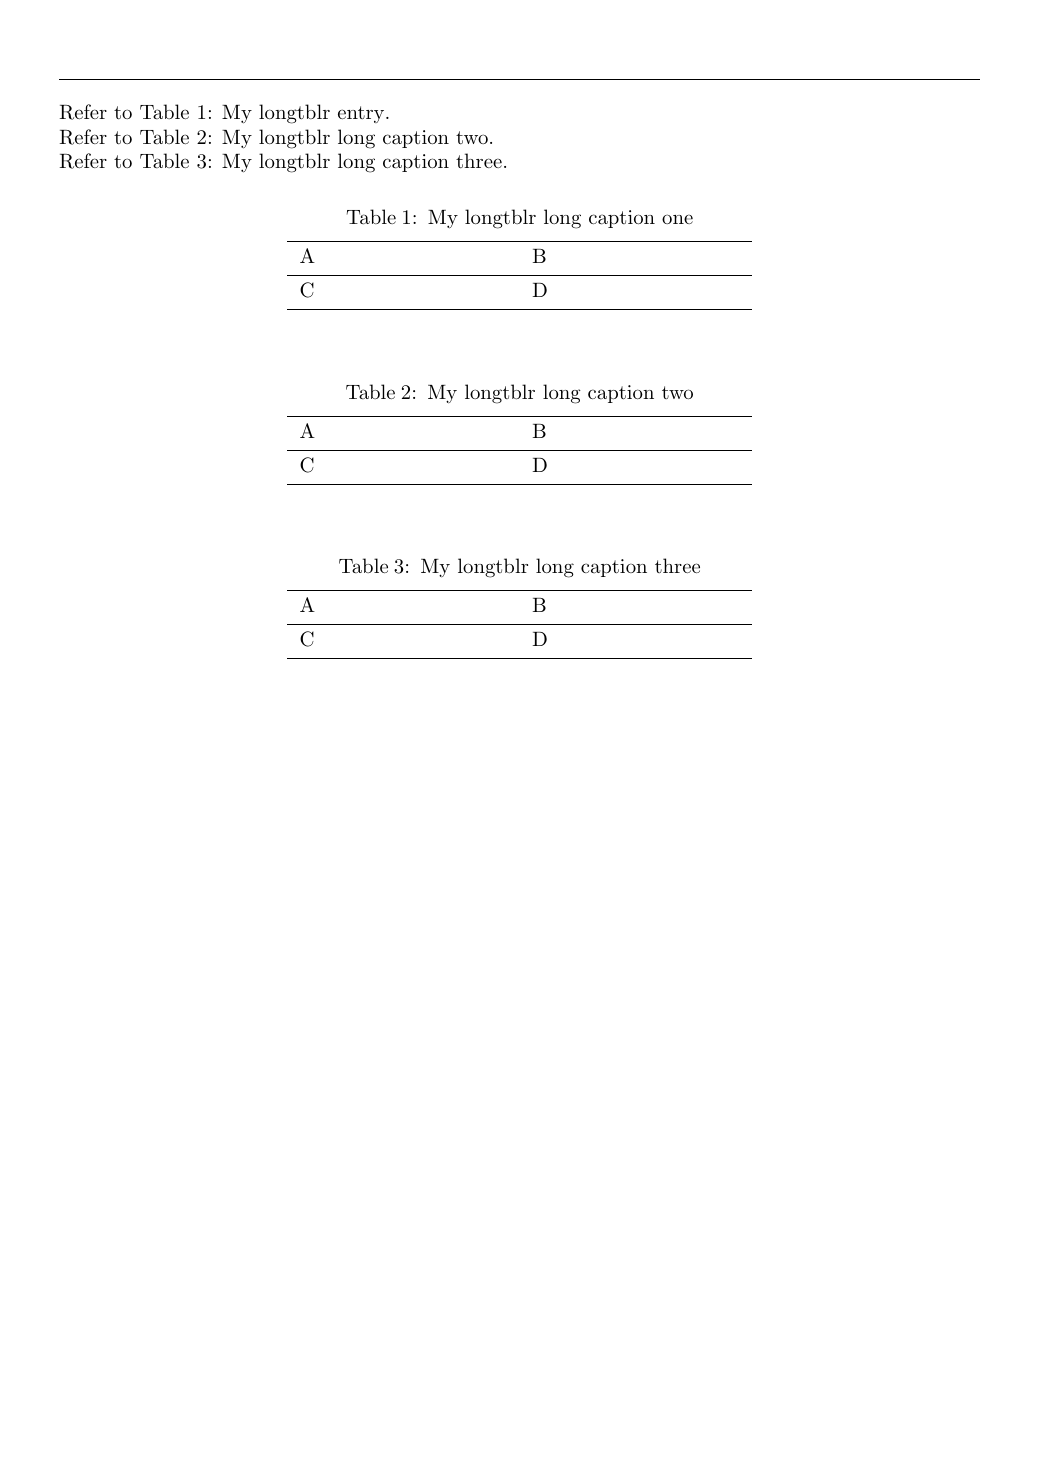 Refer to Table 1: My longtblr entry.
Refer to Table 2: My longtblr long caption two.
Refer to Table 3: My longtblr long caption three.
Table 1: My longtblr long caption one
A B
C D
Table 2: My longtblr long caption two
A B
C D
Table 3: My longtblr long caption three
A B
C D